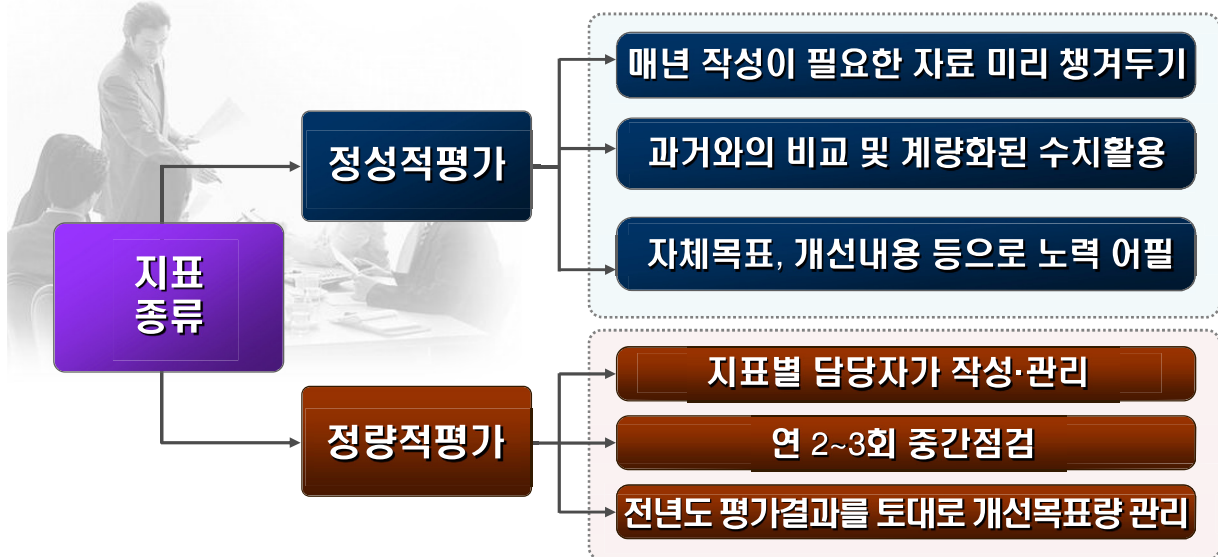 지표
종류
정성적평가
매년 작성이 필요한 자료 미리 챙겨두기
과거와의 비교 및 계량화된 수치활용
자체목표, 개선내용 등으로 노력 어필
정량적평가
지표별 담당자가 작성·관리
연 2~3회 중간점검
전년도 평가결과를 토대로 개선목표량 관리